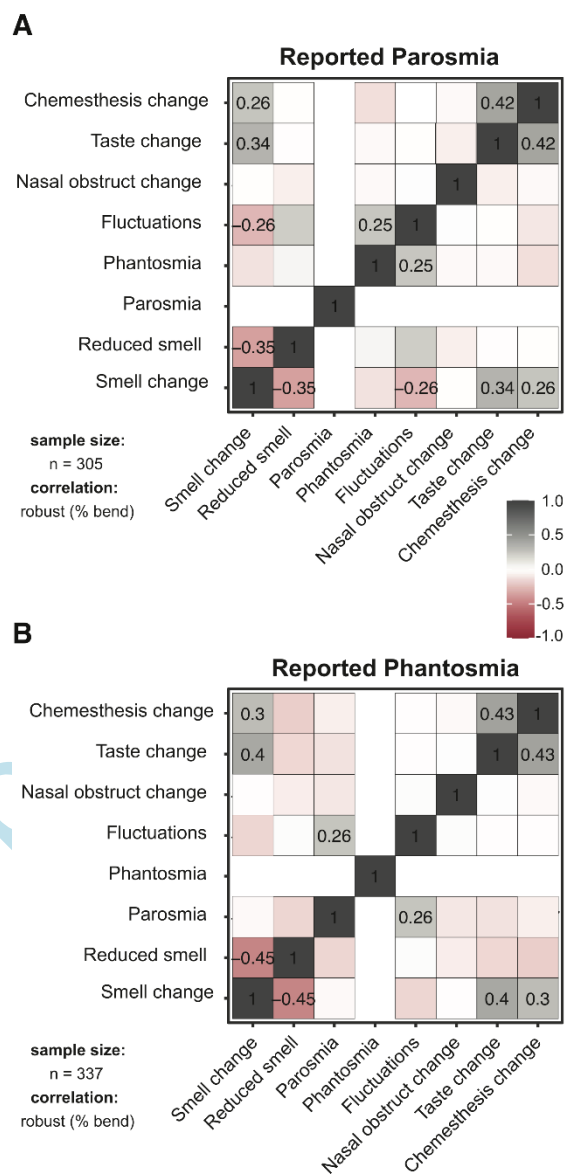 A
Reported Parosmia
Chemesthesis change 0.26 0.42 1
Taste change 0.34 1 0.42
Nasal obstruct change 1
Fluctuations −0.26 0.25 1
Phantosmia 1 0.25
Parosmia 1
Reduced smell −0.35 1
Smell change 1 −0.35 −0.26 0.34 0.26
Smell change
Reduced smell
Parosmia
Phantosmia
Fluctuations
Nasal obstruct change
Taste change
Chemesthesis change
sample size:
n = 305
correlation:
robust (% bend)
1.0
0.5
0.0
-0.5
-1.0
B
Reported Phantosmia
Chemesthesis change 0.3 0.43 1
Taste change 0.4 1 0.43
Nasal obstruct change 1
Fluctuations 0.26 1
Phantosmia 1
Parosmia 1 0.26
Reduced smell −0.45 1
Smell change 1 −0.45 0.4 0.3
Smell change
Reduced smell
Parosmia
Phantosmia
Fluctuations
Nasal obstruct change
Taste change
Chemesthesis change
sample size:
n = 337
correlation:
robust (% bend)